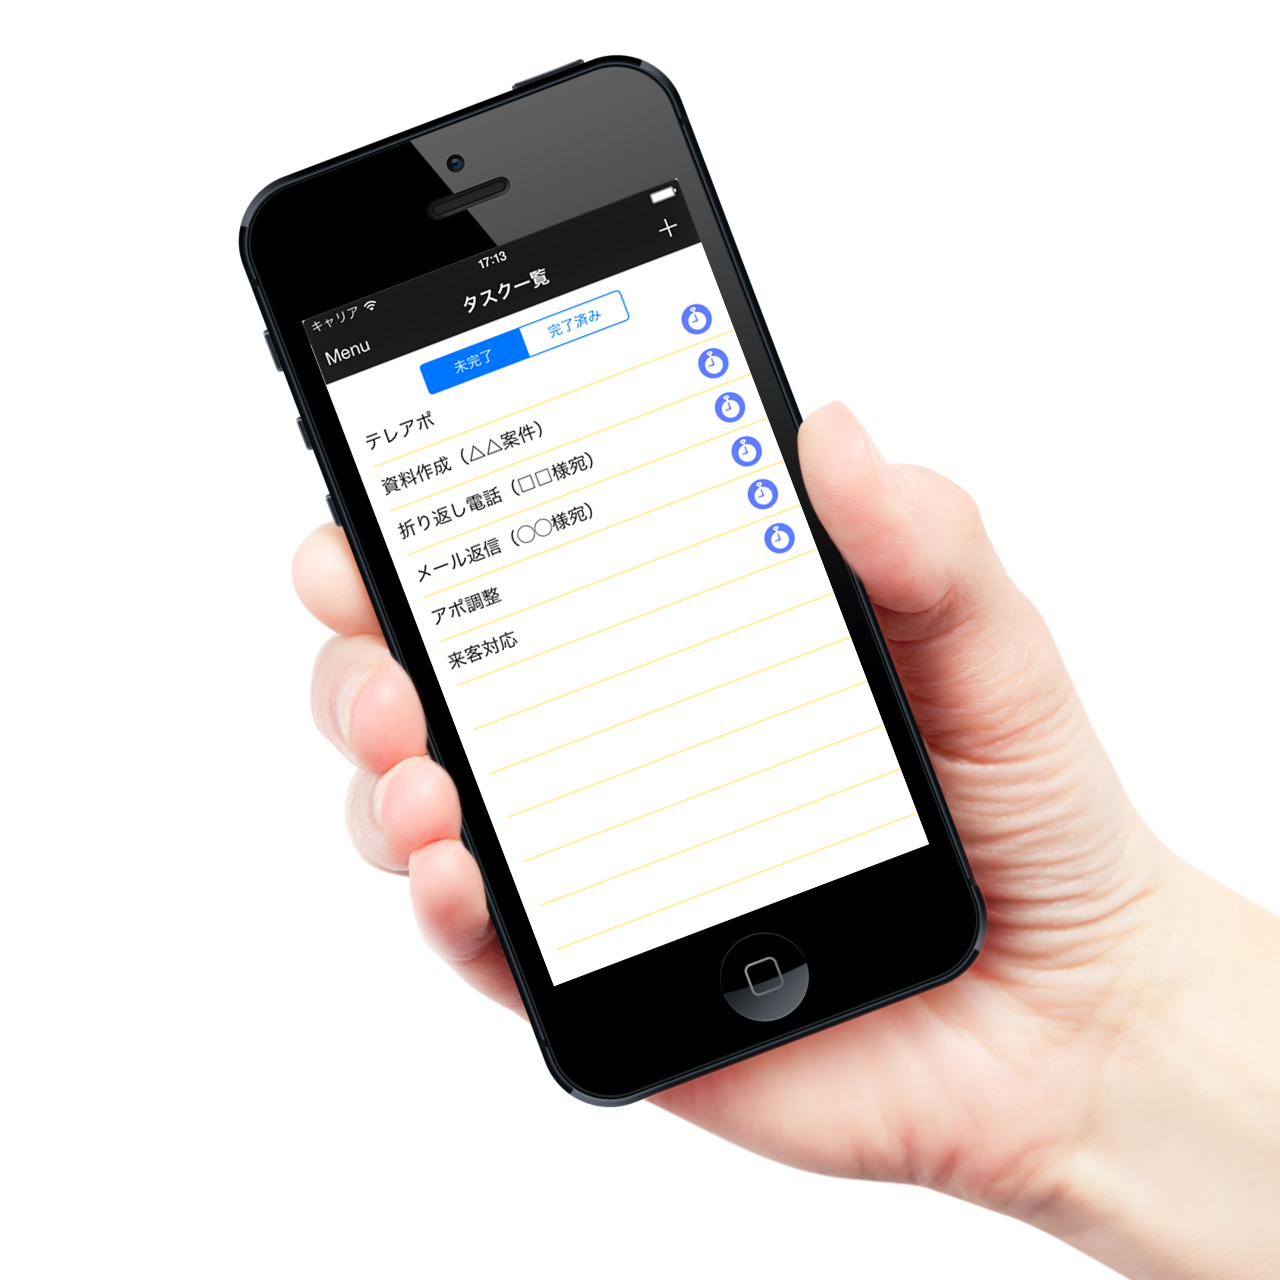 キャリア 17:13
Menu タスク一覧 +
未完了 完了済み
テレアポ
資料作成（△△案件）
折り返し電話（□□様宛）
メール返信（◯◯様宛）
アポ調整
来客対応